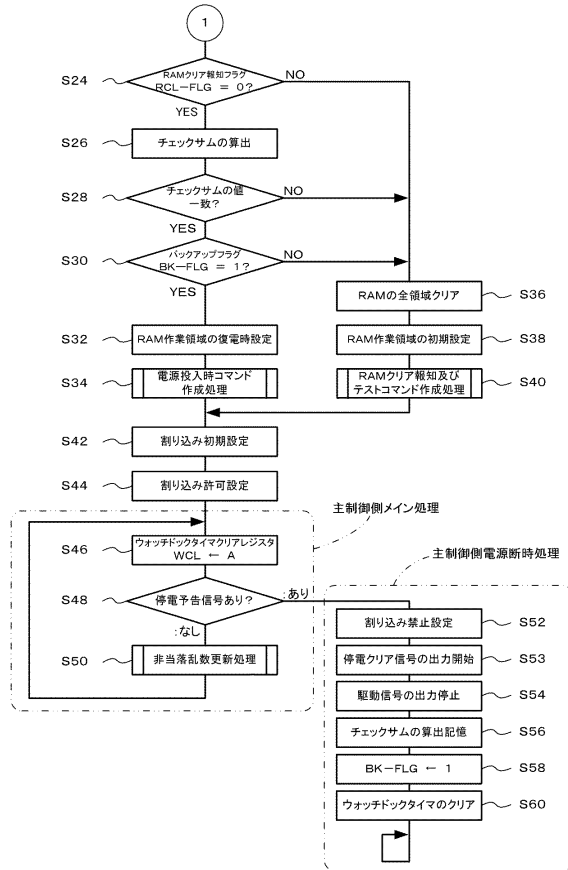 1
S24
RAMクリア報知フラグ
RCL-FLG = 0?
NO
YES
S26
チェックサムの算出
S28
チェックサムの値
一致?
NO
YES
S30
バックアップフラグ
BK-FLG = 1?
NO
YES
RAMの全領域クリア
S36
S32
RAM作業領域の復電時設定
RAM作業領域の初期設定
S38
S34
電源投入時コマンド
作成処理
RAMクリア報知及び
テストコマンド作成処理
S40
S42
割り込み初期設定
S44
割り込み許可設定
主制御側メイン処理
S46
ウォッチドックタイマクリアレジスタ
WCL ← A
主制御側電源断時処理
S48
停電予告信号あり?
:あり
:なし
S50
非当落乱数更新処理
割り込み禁止設定
S52
停電クリア信号の出力開始
S53
駆動信号の出力停止
S54
チェックサムの算出記憶
S56
BK-FLG ← 1
S58
ウォッチドックタイマのクリア
S60